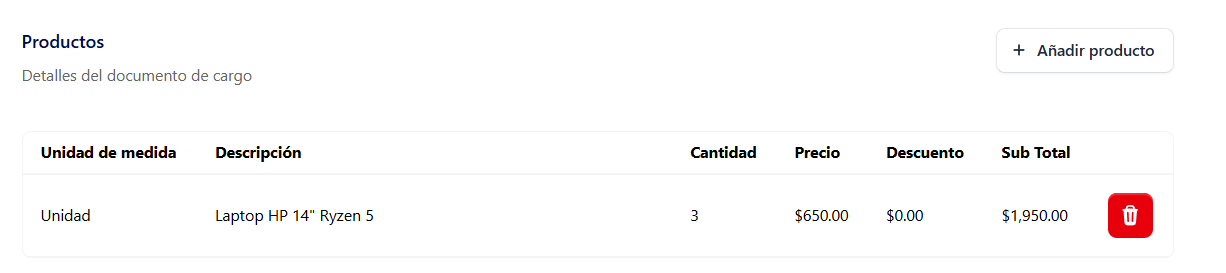 Productos
+ Añadir producto
Detalles del documento de cargo
Unidad de medida Descripción Cantidad Precio Descuento Sub Total
Unidad Laptop HP 14" Ryzen 5 3 $650.00 $0.00 $1,950.00